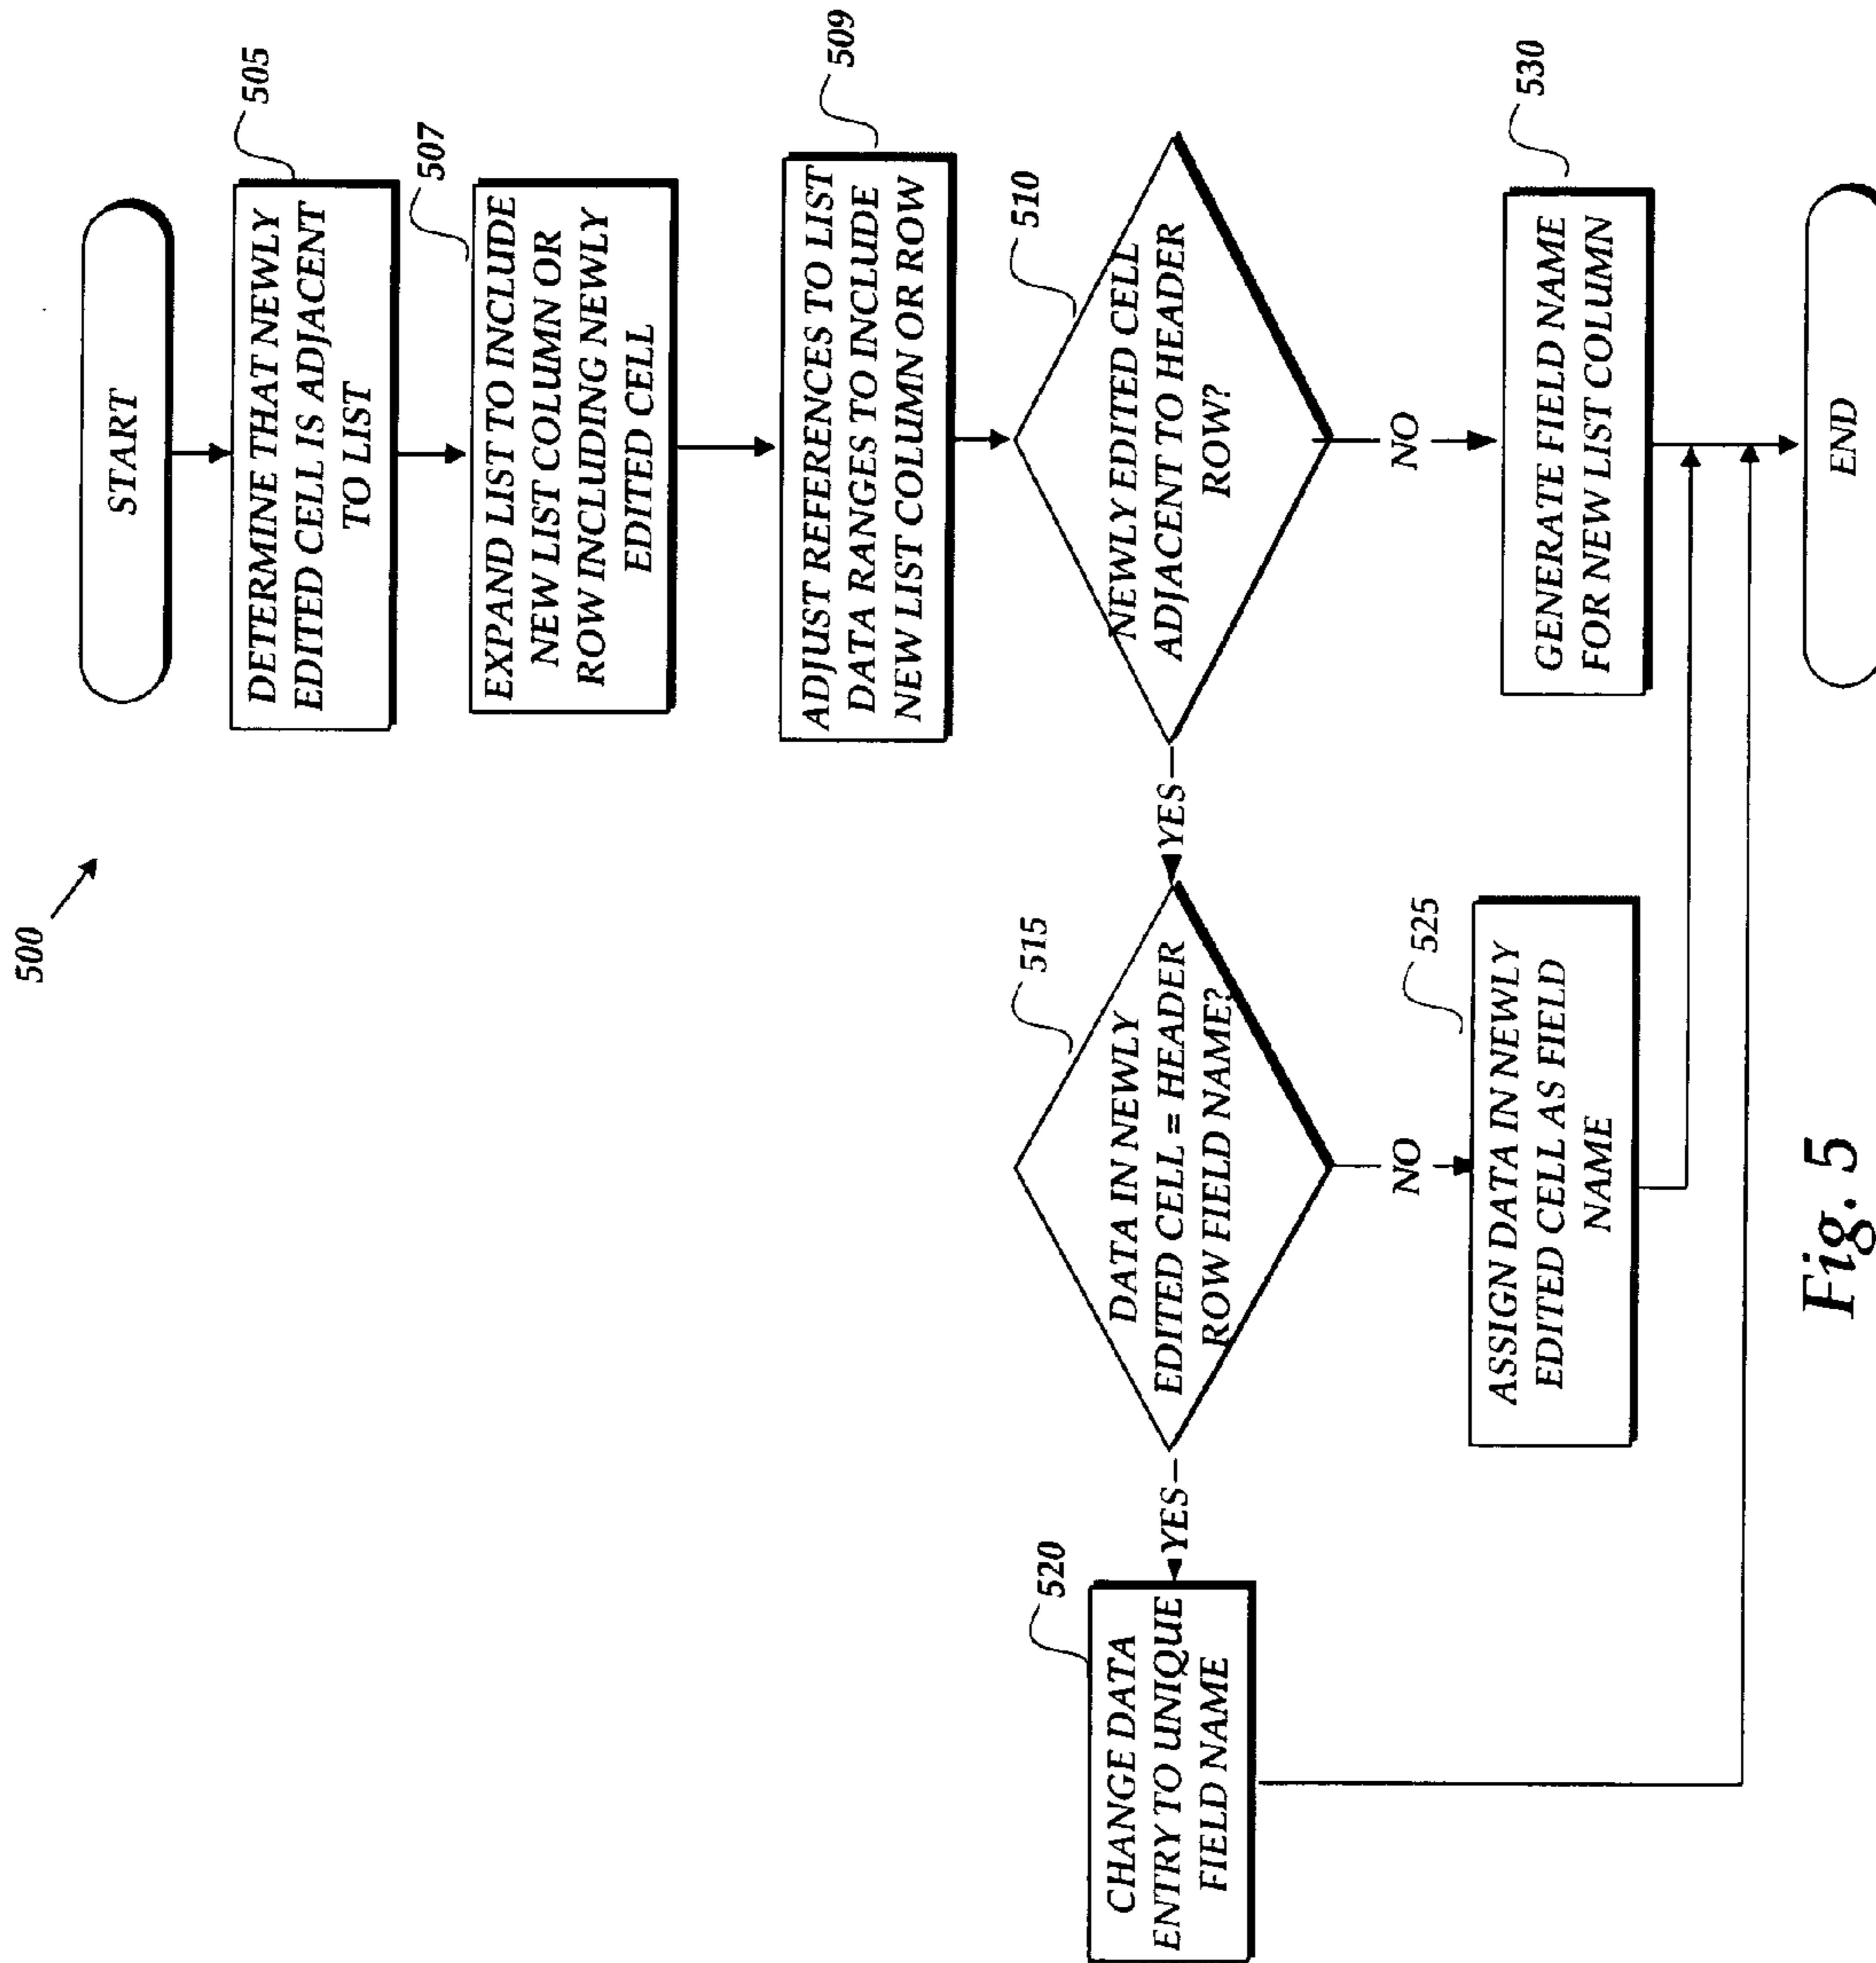 500
START
505
DETERMINE THAT NEWLY
EDITED CELL IS ADJACENT
TO LIST
507
EXPAND LIST TO INCLUDE
NEW LIST COLUMN OR
ROW INCLUDING NEWLY
EDITED CELL
509
ADJUST REFERENCES TO LIST
DATA RANGES TO INCLUDE
NEW LIST COLUMN OR ROW
510
NEWLY EDITED CELL
ADJACENT TO HEADER
ROW?
YES
NO
515
DATA IN NEWLY
EDITED CELL = HEADER
ROW FIELD NAME?
YES
NO
520
CHANGE DATA
ENTRY TO UNIQUE
FIELD NAME
525
ASSIGN DATA IN NEWLY
EDITED CELL AS FIELD
NAME
530
GENERATE FIELD NAME
FOR NEW LIST COLUMN
END
Fig. 5